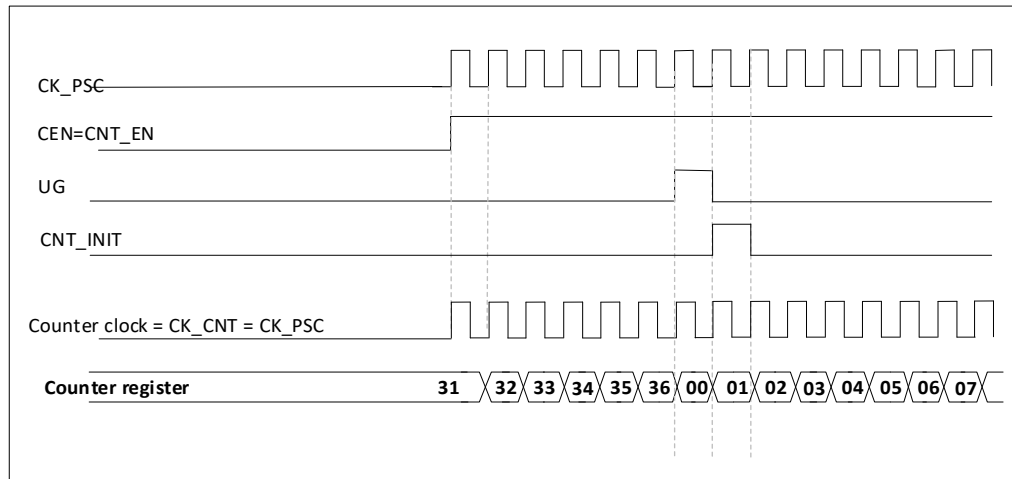 CK_PSC
CEN=CNT_EN
UG
CNT_INIT
Counter clock = CK_CNT = CK_PSC
Counter register 31 32 33 34 35 36 00 01 02 03 04 05 06 07